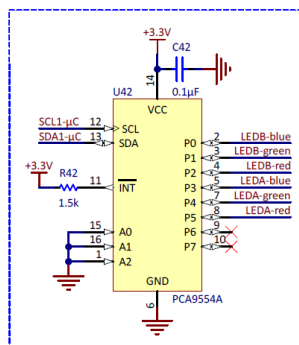 +3.3V
C42
U42
0.1µF
14
VCC
SCL1-µC 12 SCL
SDA1-µC 13 SDA
P0 2 LEDB-blue
P1 3 LEDB-green
P2 4 LEDB-red
P3 5 LEDA-blue
P4 7 LEDA-green
P5 8 LEDA-red
P6 9
P7 10
+3.3V
R42
1.5k
11 INT
15 A0
16 A1
1 A2
GND
6
PCA9554A